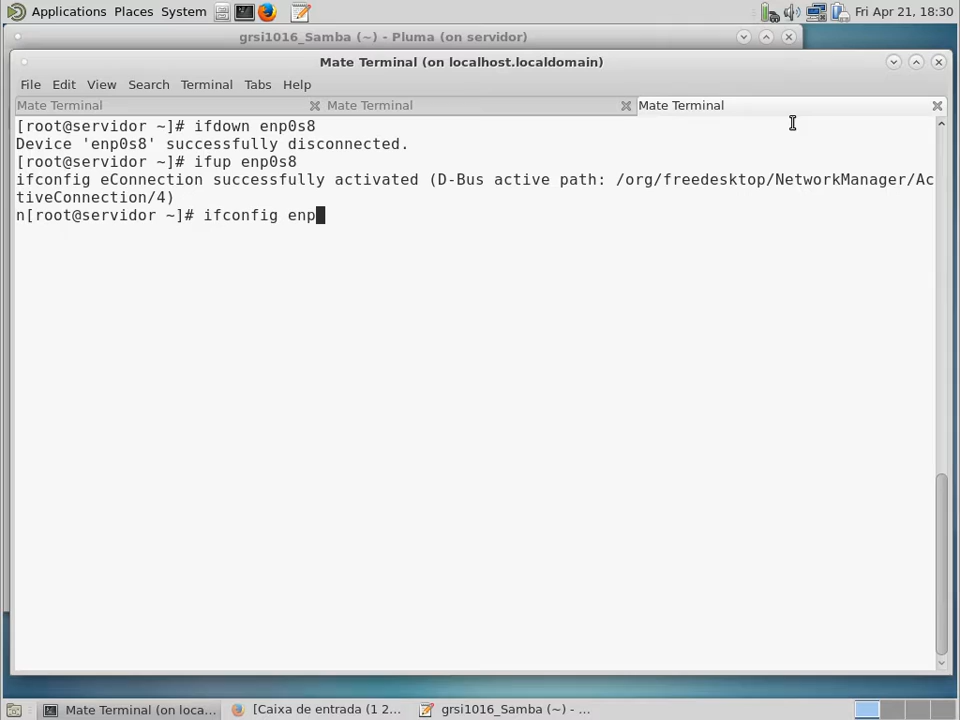 Applications Places System
Fri Apr 21, 18:30
grsi1016_Samba (~) - Pluma (on servidor)
Mate Terminal (on localhost.localdomain)
File Edit View Search Terminal Tabs Help
Mate Terminal
Mate Terminal
Mate Terminal
[root@servidor ~]# ifdown enp0s8
Device 'enp0s8' successfully disconnected.
[root@servidor ~]# ifup enp0s8
ifconfig eConnection successfully activated (D-Bus active path: /org/freedesktop/NetworkManager/Ac
tiveConnection/4)
n[root@servidor ~]# ifconfig enp
Mate Terminal (on loca...
[Caixa de entrada (1 2...
grsi1016_Samba (~) - ...